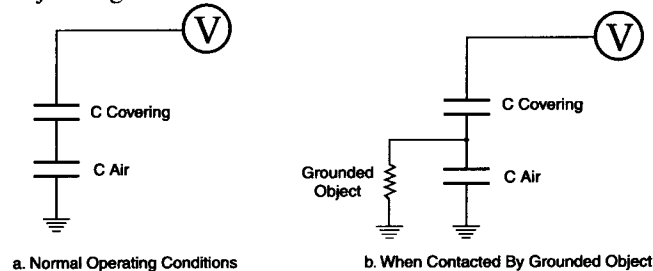 V
C Covering
C Air
a. Normal Operating Conditions
V
C Covering
Grounded
Object
C Air
b. When Contacted By Grounded Object